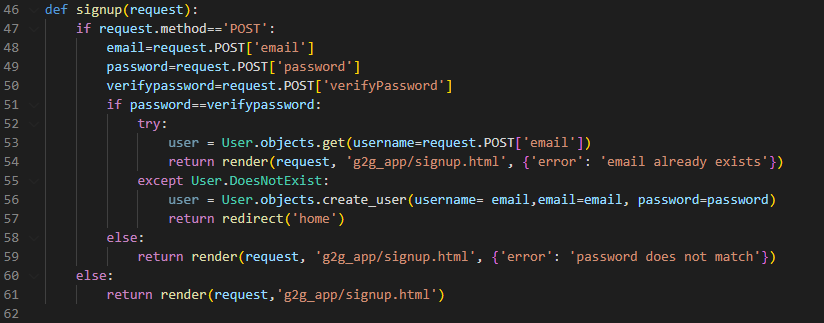 46 def signup(request):
47     if request.method=='POST':
48         email=request.POST['email']
49         password=request.POST['password']
50         verifypassword=request.POST['verifyPassword']
51         if password==verifypassword:
52             try:
53                 user = User.objects.get(username=request.POST['email'])
54                 return render(request, 'g2g_app/signup.html', {'error': 'email already exists'})
55             except User.DoesNotExist:
56                 user = User.objects.create_user(username= email,email=email, password=password)
57                 return redirect('home')
58         else:
59             return render(request, 'g2g_app/signup.html', {'error': 'password does not match'})
60     else:
61         return render(request,'g2g_app/signup.html')
62